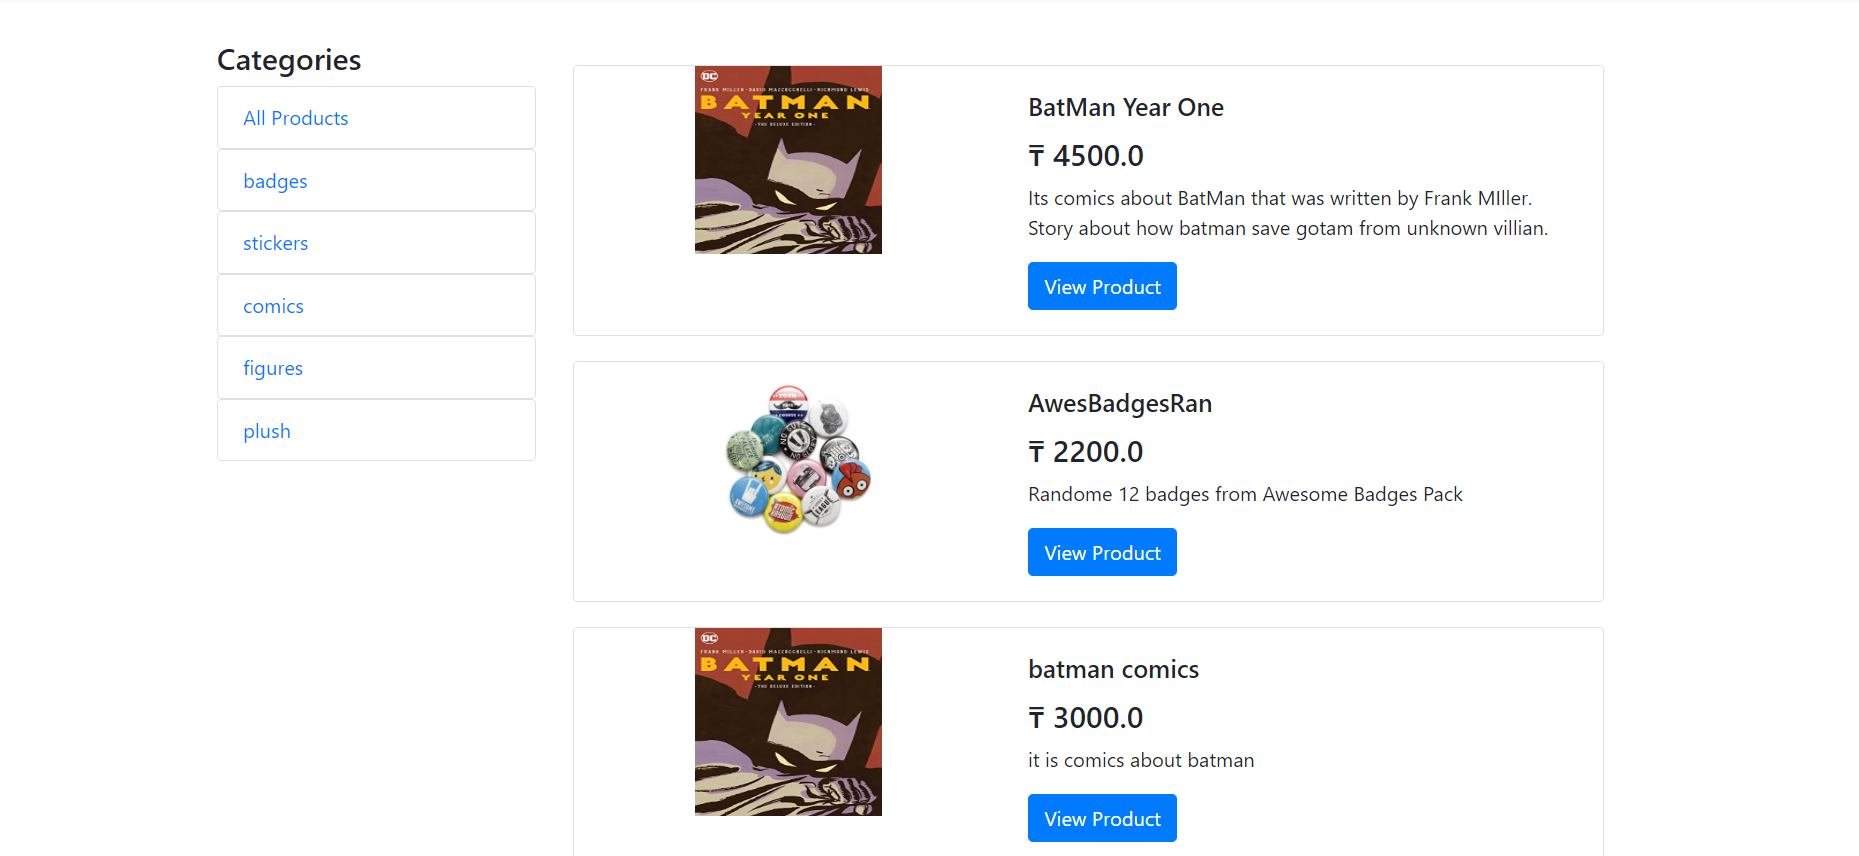 Categories
All Products
badges
stickers
comics
figures
plush
DC
FRANK MILLER · DAVID MAZZUCCHELLI · RICHMOND LEWIS
BATMAN
YEAR ONE
· THE DELUXE EDITION ·
BatMan Year One
₸ 4500.0
Its comics about BatMan that was written by Frank MIller.
Story about how batman save gotam from unknown villian.
View Product
AwesBadgesRan
₸ 2200.0
Randome 12 badges from Awesome Badges Pack
View Product
DC
FRANK MILLER · DAVID MAZZUCCHELLI · RICHMOND LEWIS
BATMAN
YEAR ONE
· THE DELUXE EDITION ·
batman comics
₸ 3000.0
it is comics about batman
View Product